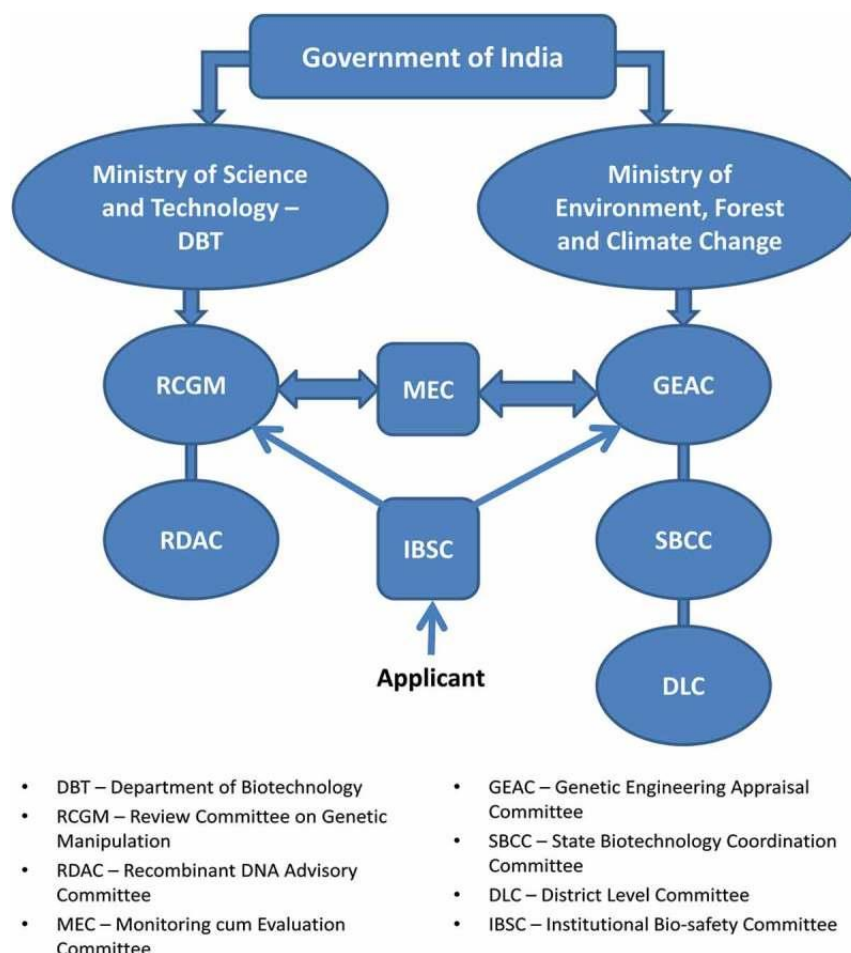 Government of India
Ministry of Science
and Technology –
DBT
Ministry of
Environment, Forest
and Climate Change
RCGM
MEC
GEAC
RDAC
IBSC
SBCC
Applicant
DLC
• DBT – Department of Biotechnology
• RCGM – Review Committee on Genetic
Manipulation
• RDAC – Recombinant DNA Advisory
Committee
• MEC – Monitoring cum Evaluation
Committee
• GEAC – Genetic Engineering Appraisal
Committee
• SBCC – State Biotechnology Coordination
Committee
• DLC – District Level Committee
• IBSC – Institutional Bio-safety Committee